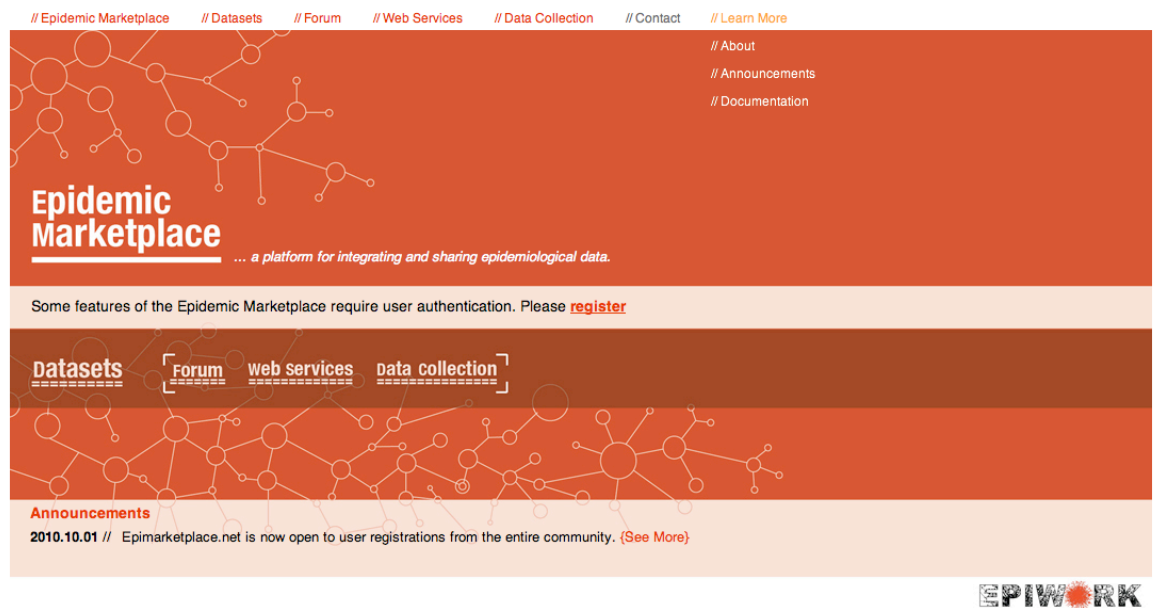 // Epidemic Marketplace // Datasets // Forum // Web Services // Data Collection // Contact // Learn More
// About
// Announcements
// Documentation
Epidemic
Marketplace
... a platform for integrating and sharing epidemiological data.
Some features of the Epidemic Marketplace require user authentication. Please register
Datasets Forum Web services Data collection
Announcements
2010.10.01 // Epimarketplace.net is now open to user registrations from the entire community. {See More}
EPIWORK